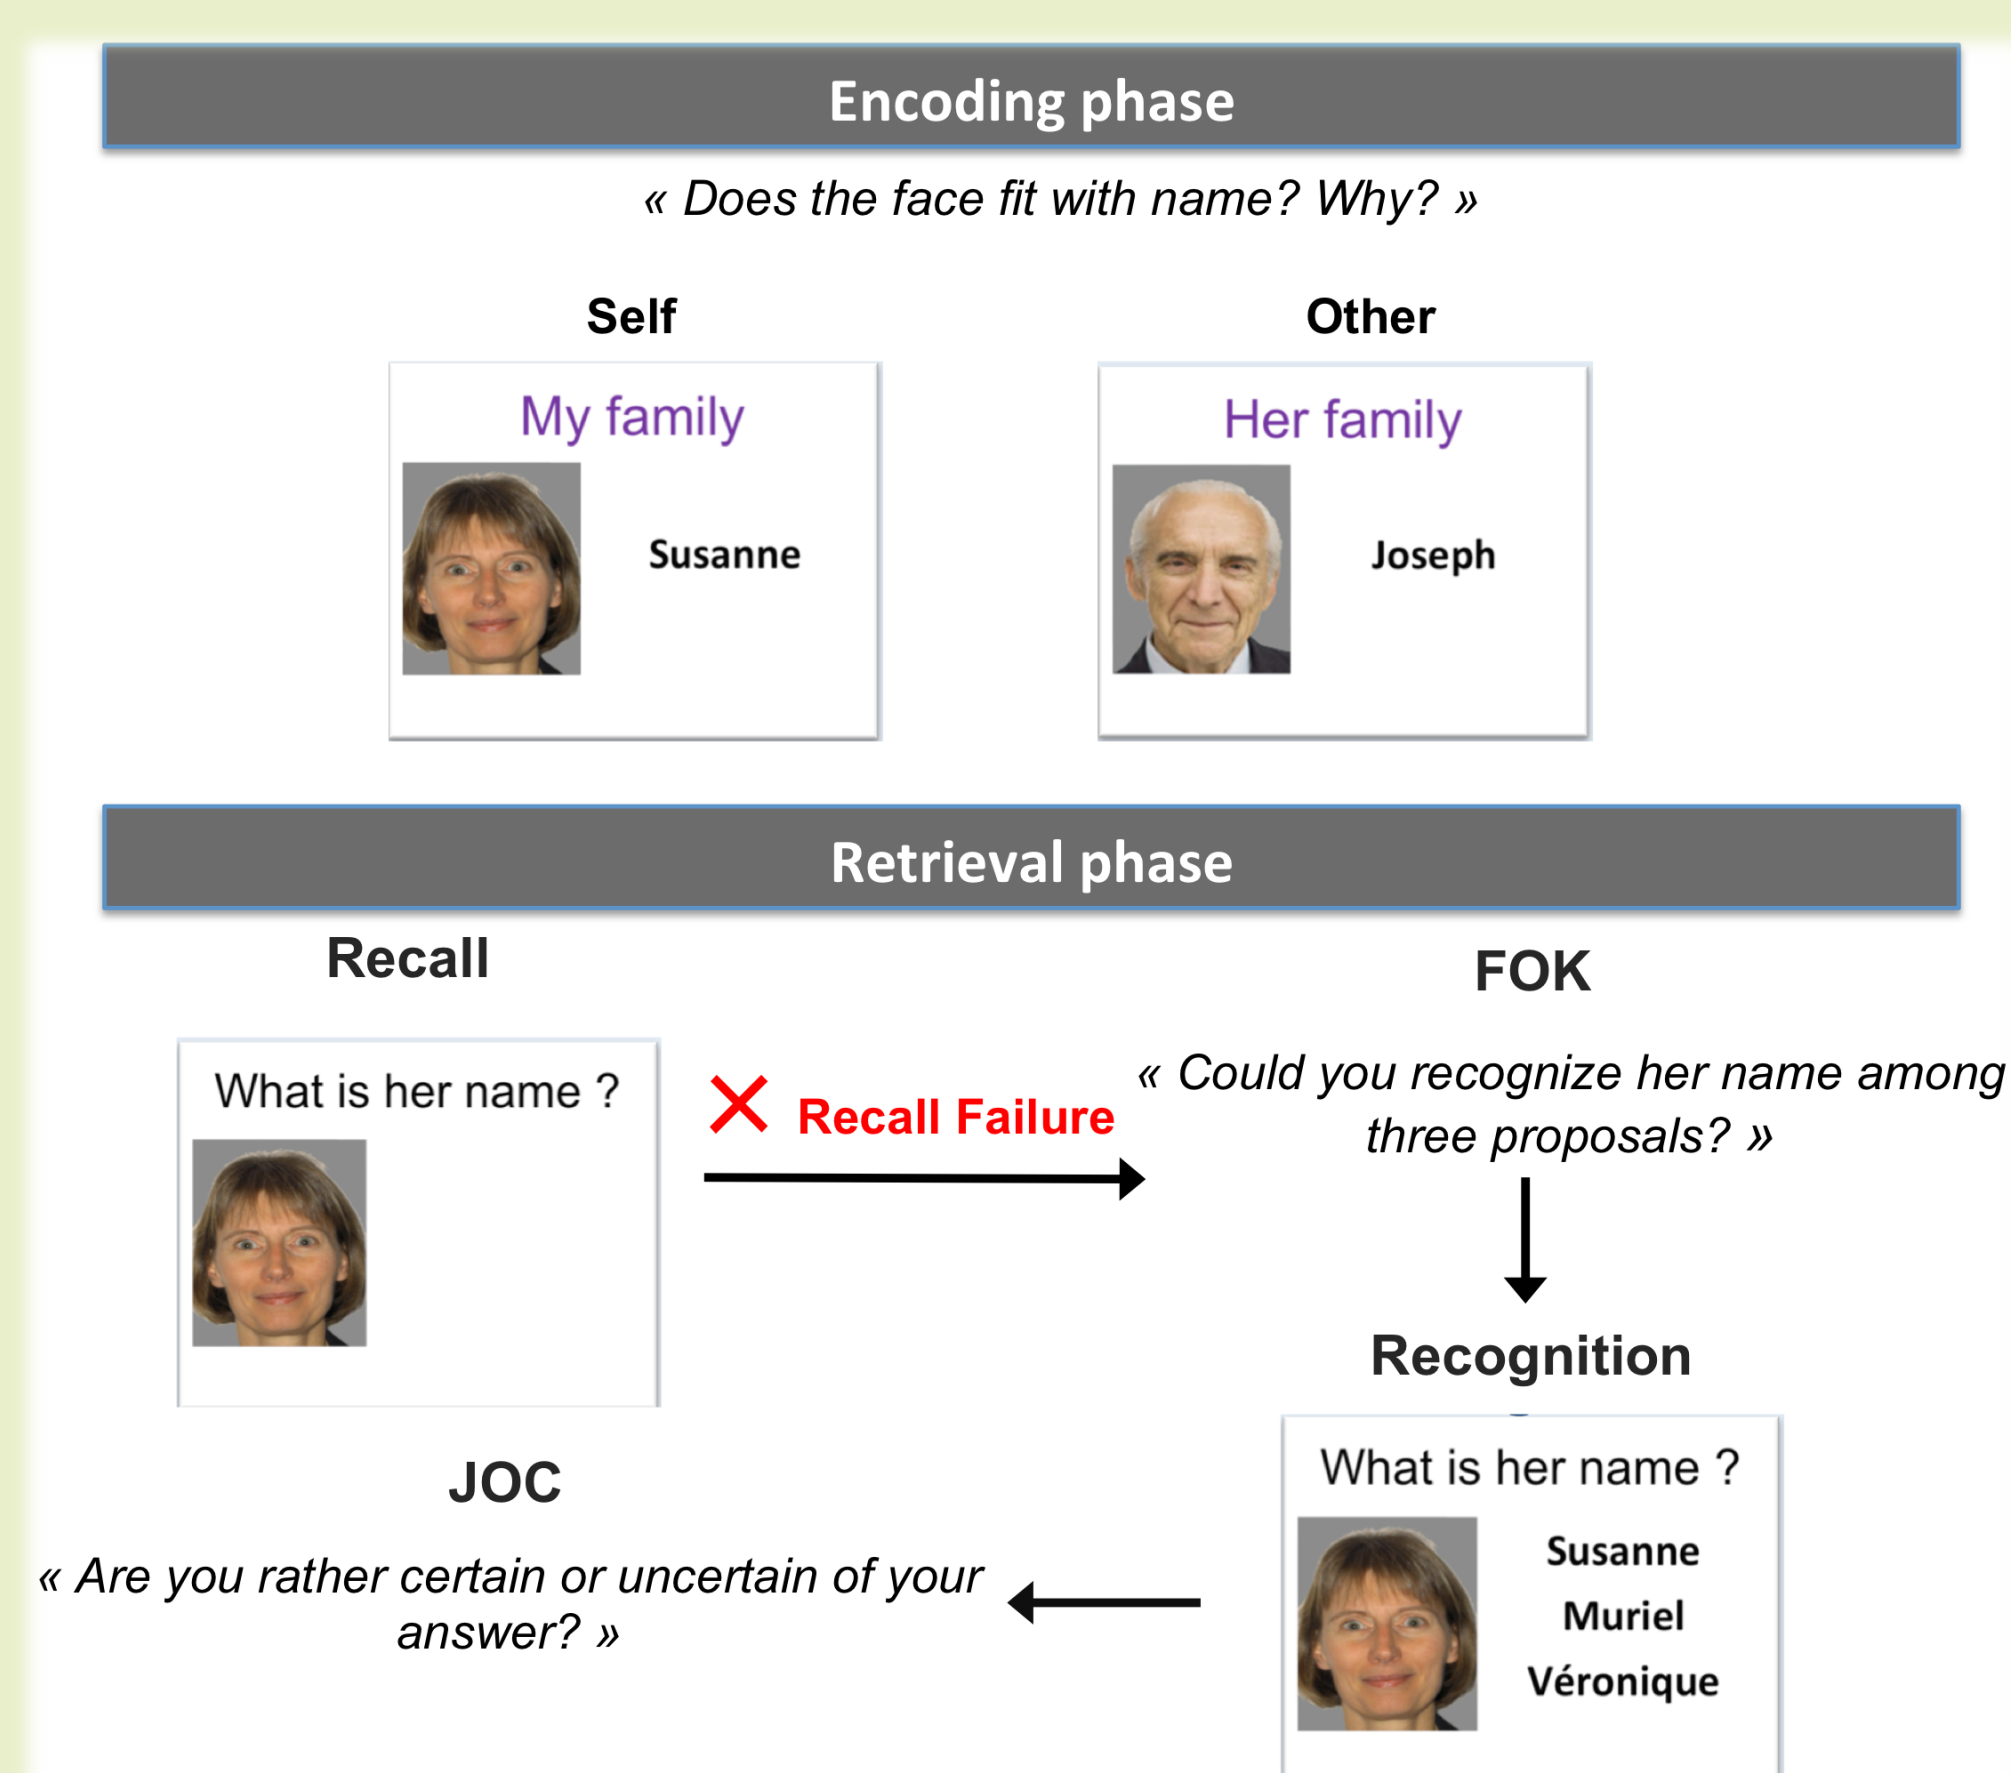 Encoding phase
« Does the face fit with name? Why? »
Self
Other
My family
Susanne
Her family
Joseph
Retrieval phase
Recall
What is her name ?
Recall Failure
FOK
« Could you recognize her name among
three proposals? »
Recognition
What is her name ?
Susanne
Muriel
Véronique
JOC
« Are you rather certain or uncertain of your
answer? »